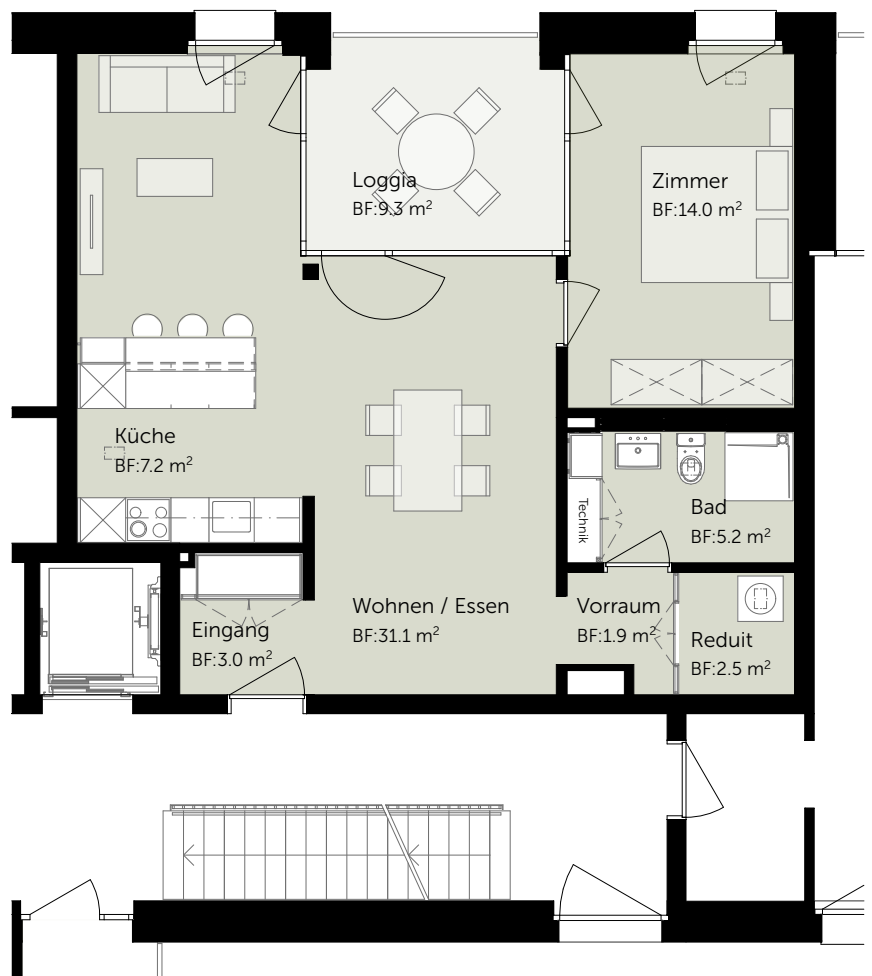 Loggia
BF:9.3 m²
Zimmer
BF:14.0 m²
Küche
BF:7.2 m²
Technik
Bad
BF:5.2 m²
Eingang
BF:3.0 m²
Wohnen / Essen
BF:31.1 m²
Vorraum
BF:1.9 m²
Reduit
BF:2.5 m²